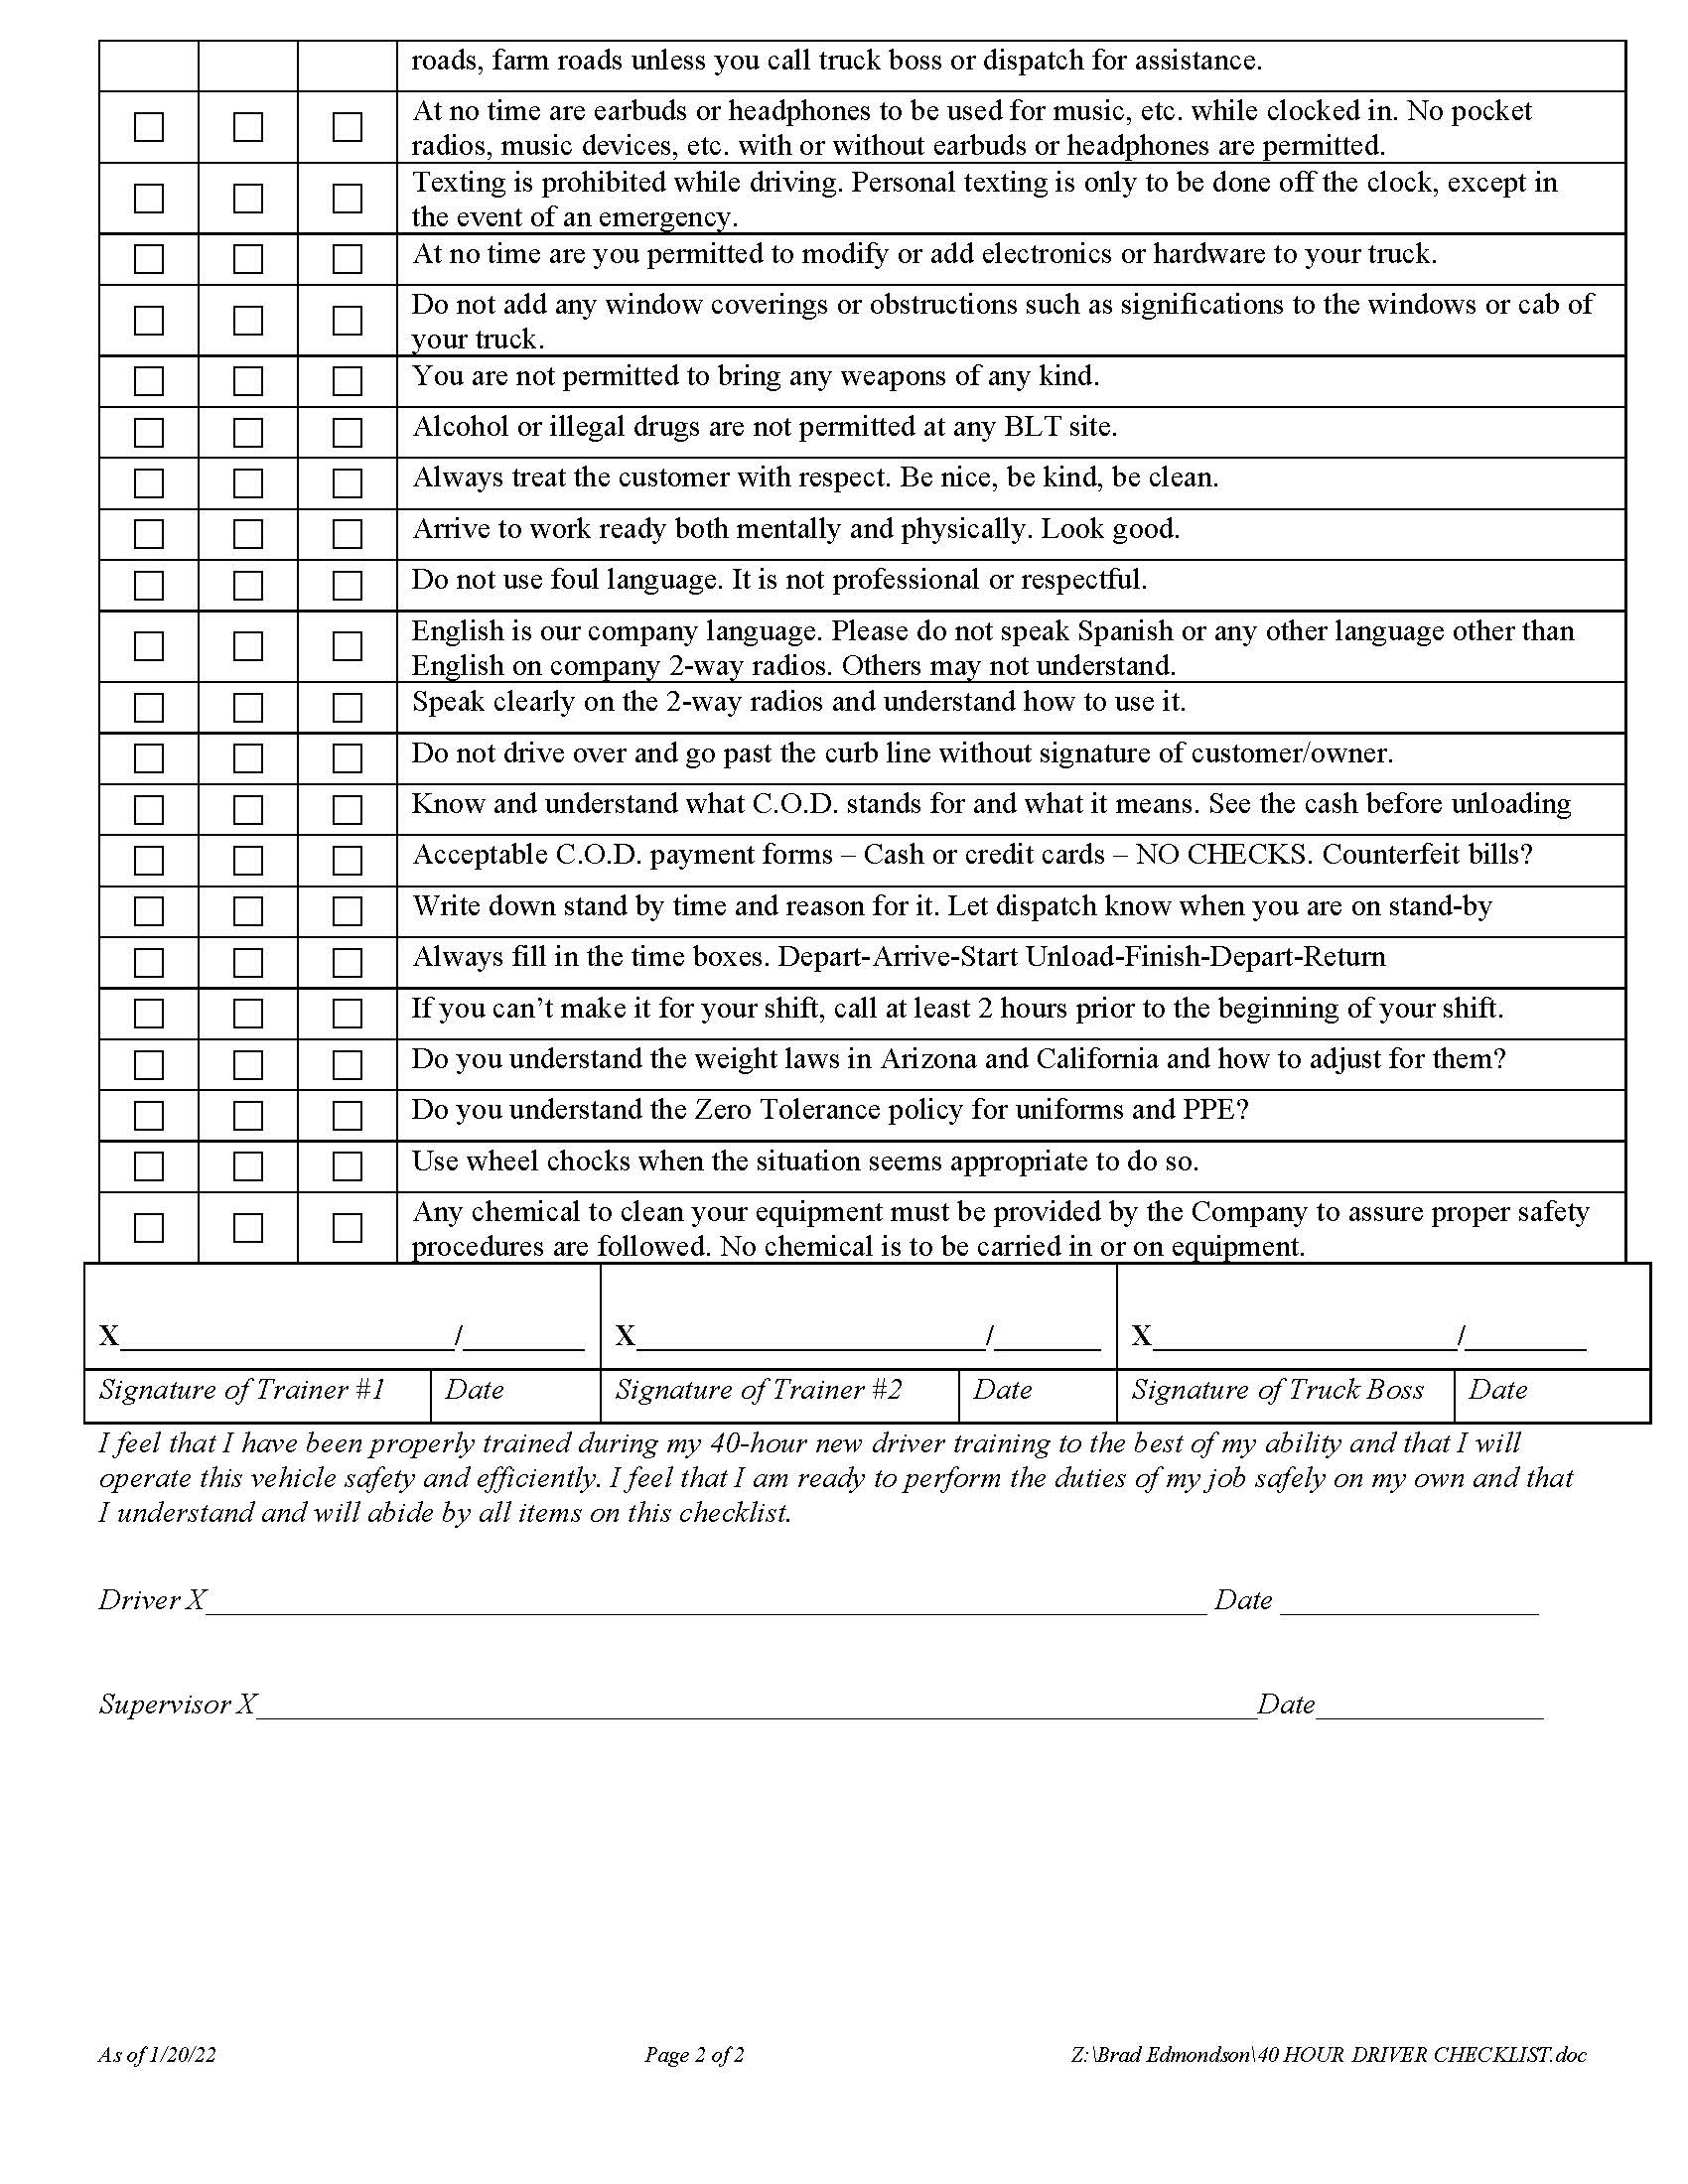 roads, farm roads unless you call truck boss or dispatch for assistance.
☐ ☐ ☐ At no time are earbuds or headphones to be used for music, etc. while clocked in. No pocket
radios, music devices, etc. with or without earbuds or headphones are permitted.
☐ ☐ ☐ Texting is prohibited while driving. Personal texting is only to be done off the clock, except in
the event of an emergency.
☐ ☐ ☐ At no time are you permitted to modify or add electronics or hardware to your truck.
☐ ☐ ☐ Do not add any window coverings or obstructions such as significations to the windows or cab of
your truck.
☐ ☐ ☐ You are not permitted to bring any weapons of any kind.
☐ ☐ ☐ Alcohol or illegal drugs are not permitted at any BLT site.
☐ ☐ ☐ Always treat the customer with respect. Be nice, be kind, be clean.
☐ ☐ ☐ Arrive to work ready both mentally and physically. Look good.
☐ ☐ ☐ Do not use foul language. It is not professional or respectful.
☐ ☐ ☐ English is our company language. Please do not speak Spanish or any other language other than
English on company 2-way radios. Others may not understand.
☐ ☐ ☐ Speak clearly on the 2-way radios and understand how to use it.
☐ ☐ ☐ Do not drive over and go past the curb line without signature of customer/owner.
☐ ☐ ☐ Know and understand what C.O.D. stands for and what it means. See the cash before unloading
☐ ☐ ☐ Acceptable C.O.D. payment forms – Cash or credit cards – NO CHECKS. Counterfeit bills?
☐ ☐ ☐ Write down stand by time and reason for it. Let dispatch know when you are on stand-by
☐ ☐ ☐ Always fill in the time boxes. Depart-Arrive-Start Unload-Finish-Depart-Return
☐ ☐ ☐ If you can’t make it for your shift, call at least 2 hours prior to the beginning of your shift.
☐ ☐ ☐ Do you understand the weight laws in Arizona and California and how to adjust for them?
☐ ☐ ☐ Do you understand the Zero Tolerance policy for uniforms and PPE?
☐ ☐ ☐ Use wheel chocks when the situation seems appropriate to do so.
☐ ☐ ☐ Any chemical to clean your equipment must be provided by the Company to assure proper safety
procedures are followed. No chemical is to be carried in or on equipment.
X______________________/________ X_______________________/_______ X____________________/________
Signature of Trainer #1 Date Signature of Trainer #2 Date Signature of Truck Boss Date
I feel that I have been properly trained during my 40-hour new driver training to the best of my ability and that I will
operate this vehicle safety and efficiently. I feel that I am ready to perform the duties of my job safely on my own and that
I understand and will abide by all items on this checklist.
Driver X__________________________________________________ Date _________________
Supervisor X__________________________________________________Date_______________
As of 1/20/22 Page 2 of 2 Z:\Brad Edmondson\40 HOUR DRIVER CHECKLIST.doc